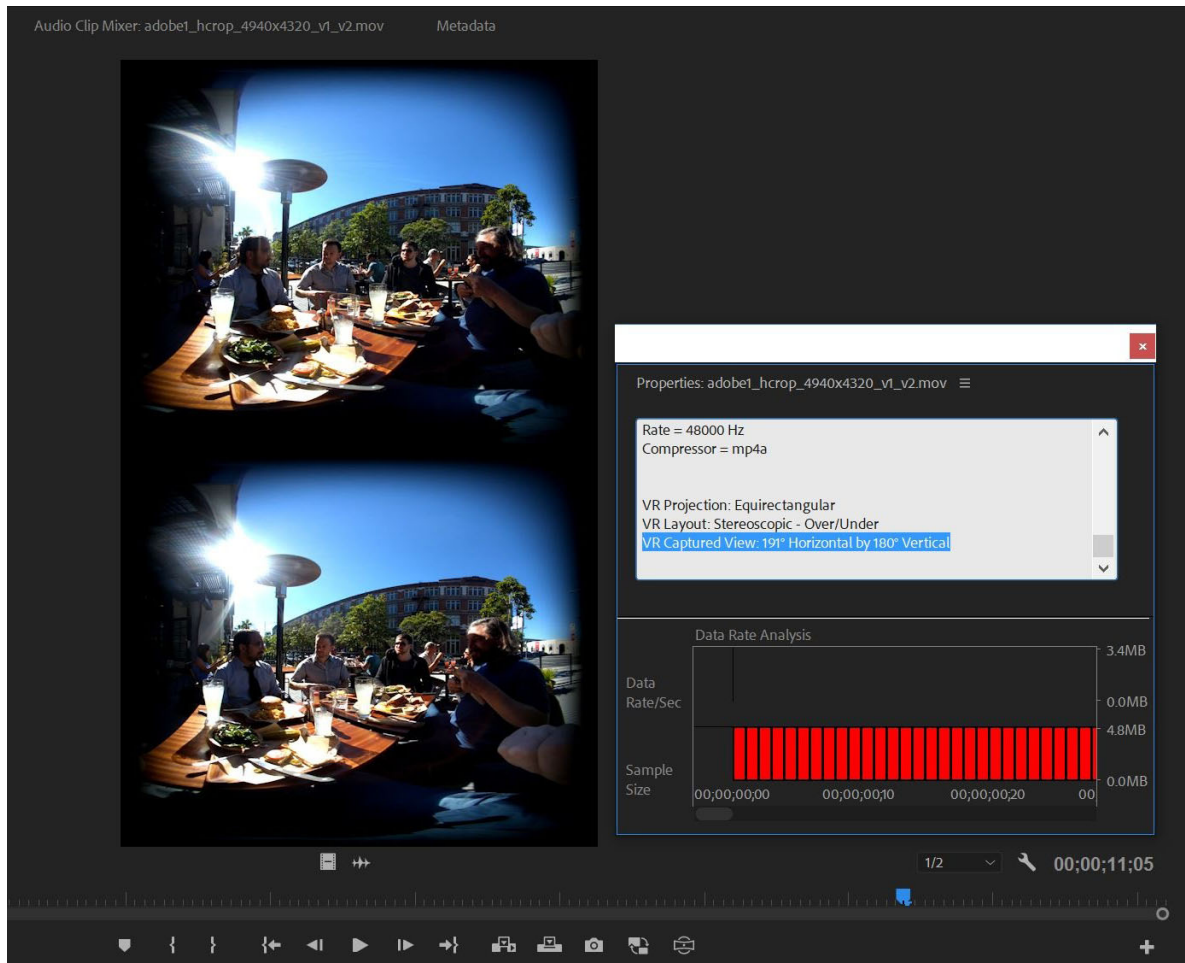 Audio Clip Mixer: adobe1_hcrop_4940x4320_v1_v2.mov Metadata
Properties: adobe1_hcrop_4940x4320_v1_v2.mov
Rate = 48000 Hz
Compressor = mp4a
VR Projection: Equirectangular
VR Layout: Stereoscopic - Over/Under
VR Captured View: 191° Horizontal by 180° Vertical
Data Rate Analysis
3.4MB
Data
Rate/Sec
0.0MB
4.8MB
Sample
Size
0.0MB
00;00;00;00 00;00;00;10 00;00;00;20 00
1/2 00;00;11;05